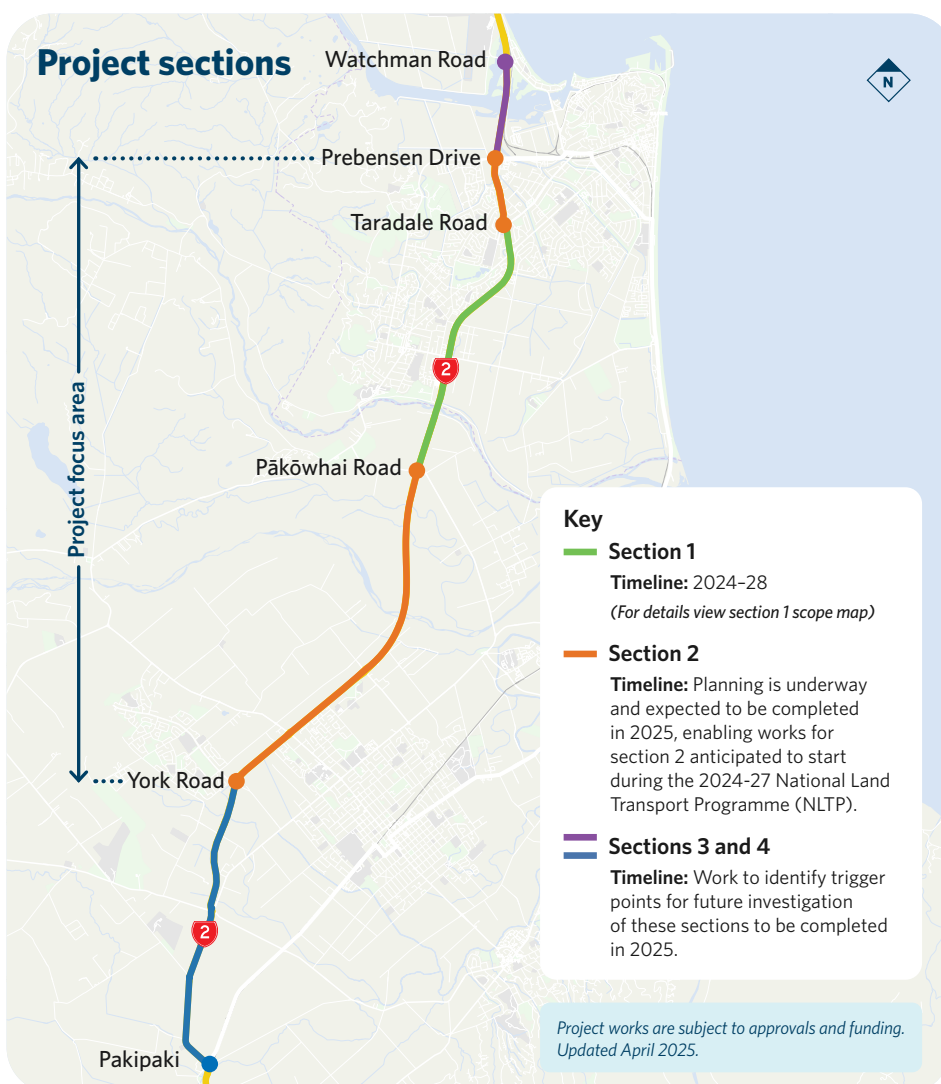 Project sections
Watchman Road
N
Prebensen Drive
Taradale Road
2
Project focus area
Pākōwhai Road
York Road
2
Pakipaki
Key
Section 1
Timeline: 2024–28
(For details view section 1 scope map)
Section 2
Timeline: Planning is underway
and expected to be completed
in 2025, enabling works for
section 2 anticipated to start
during the 2024-27 National Land
Transport Programme (NLTP).
Sections 3 and 4
Timeline: Work to identify trigger
points for future investigation
of these sections to be completed
in 2025.
Project works are subject to approvals and funding.
Updated April 2025.